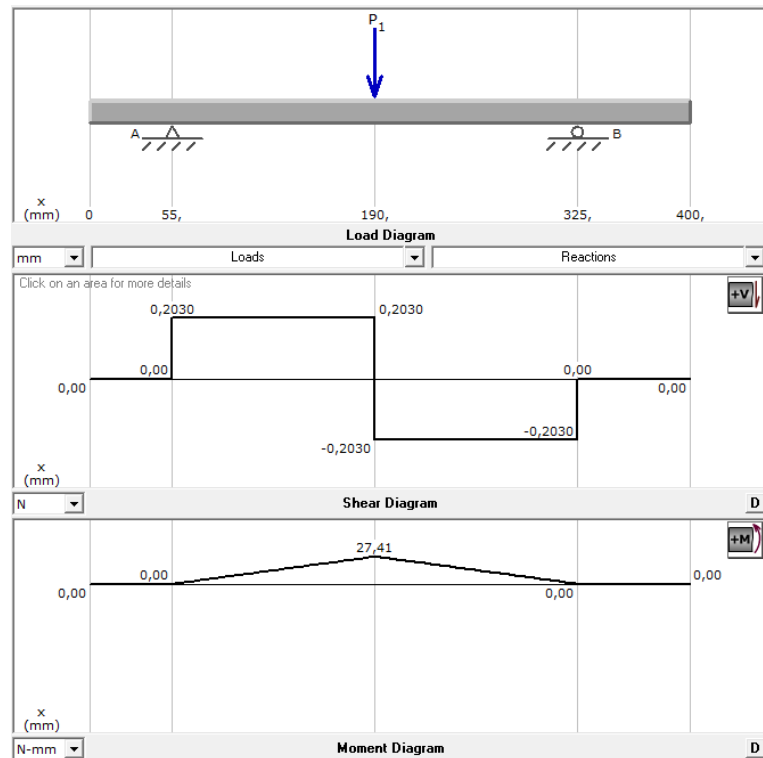 P1
A B
x
(mm) 0 55, 190, 325, 400,
Load Diagram
mm Loads Reactions
Click on an area for more details
+V
0,2030 0,2030
0,00 0,00
0,00 0,00
-0,2030
-0,2030
x
(mm)
N Shear Diagram D
+M
27,41
0,00 0,00
0,00 0,00
x
(mm)
N-mm Moment Diagram D